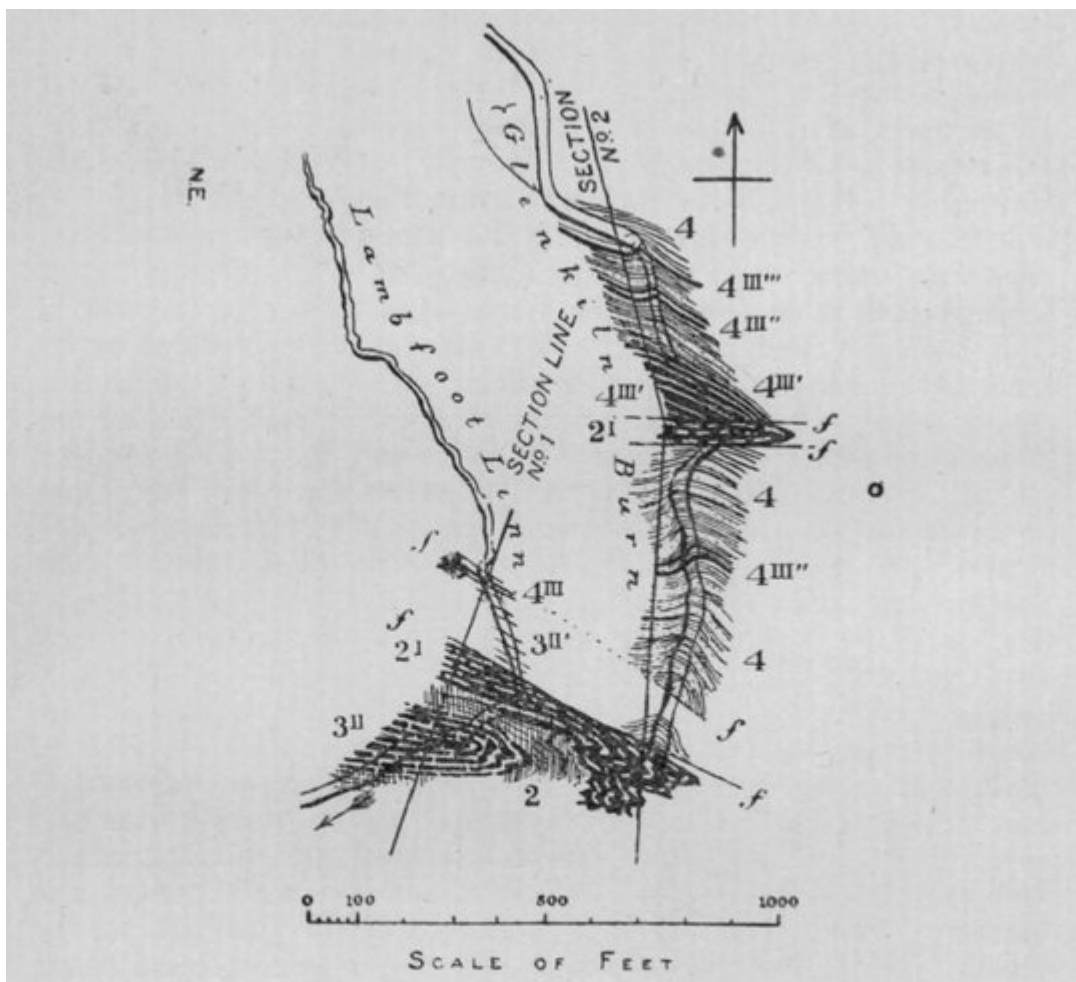 SECTION
Nº 2
{ Glenkiln
NE.
Lambfoot Linn
4
4III'''
4III''
SECTION LINE
Nº 1
4III'
4III'
2I
f
f
Burn
4
4III''
f
4III
f
2I
3II'
4
3II
f
2
f
0 100 500 1000
SCALE OF FEET